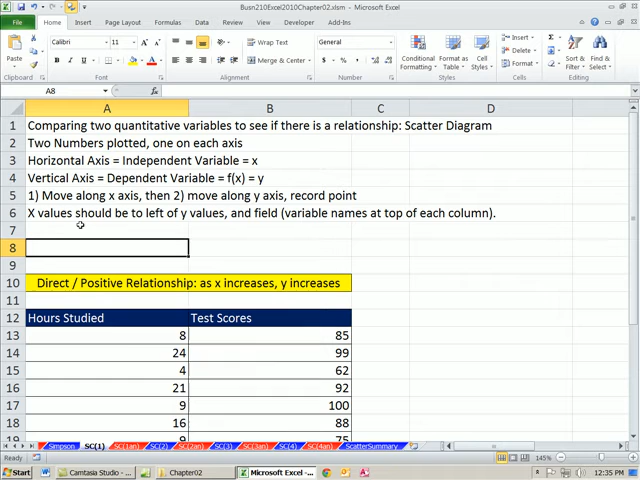 Busn210Excel2010Chapter02.xlsm - Microsoft Excel
File Home Insert Page Layout Formulas Data Review View Developer Add-Ins
Calibri 11 Wrap Text General Insert
Paste Merge & Center Conditional Formatting Format as Table Cell Styles Delete Format Sort & Filter Find & Select
Clipboard Font Alignment Number Styles Cells Editing
A8 fx
A B C D
1 Comparing two quantitative variables to see if there is a relationship: Scatter Diagram
2 Two Numbers plotted, one on each axis
3 Horizontal Axis = Independent Variable = x
4 Vertical Axis = Dependent Variable = f(x) = y
5 1) Move along x axis, then 2) move along y axis, record point
6 X values should be to left of y values, and field (variable names at top of each column).
7
8
9
10 Direct / Positive Relationship: as x increases, y increases
11
12 Hours Studied Test Scores
13 8 85
14 24 99
15 4 62
16 21 92
17 9 100
18 16 88
19 9 75
Simpson SC(1) SC(1an) SC(2) SC(2an) SC(3) SC(3an) SC(4) SC(4an) ScatterSummary
Ready 145%
Start Camtasia Studio - ... Chapter02 Microsoft Excel - ... 12:35 PM